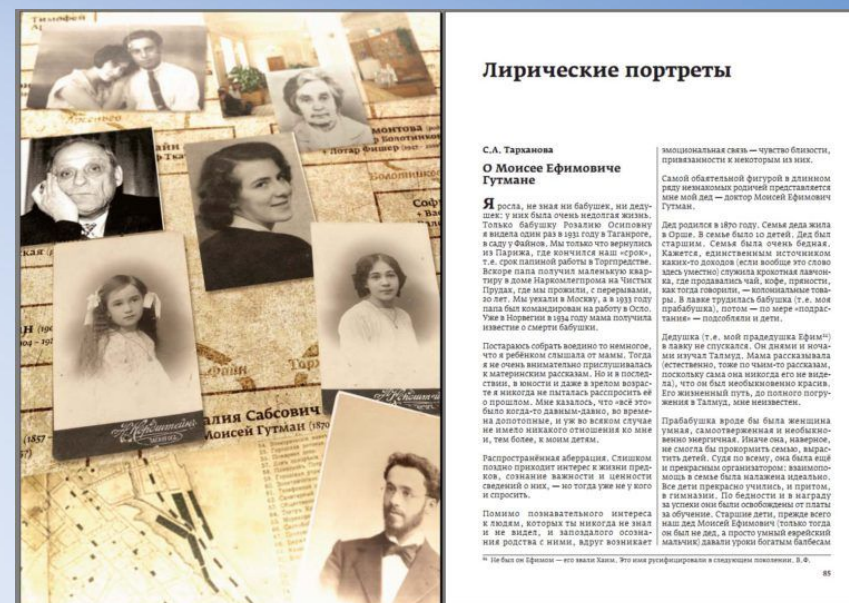 Тимофей
монтова
Болотников
+ Лотар Фишер (1917 - 200
Болотников
(1857
алия Сабсович
Моисей Гутман (1870
Лирические портреты
С.Л. Тарханова
О Моисее Ефимовиче
Гутмане
Я росла, не зная ни бабушек, ни деду-
шек: у них была очень недолгая жизнь.
Только бабушку Розалию Осиповну
я видела один раз в 1931 году в Таганроге,
в саду у Файнов. Мы только что вернулись
из Парижа, где кончился наш «срок»,
т.е. срок папиной работы в Торгпредстве.
Вскоре папа получил маленькую квар-
тиру в доме Наркомлегпрома на Чистых
Прудах, где мы прожили, с перерывами,
20 лет. Мы уехали в Москву, а в 1933 году
папа был командирован на работу в Осло.
Уже в Норвегии в 1934 году мама получила
известие о смерти бабушки.
Постараюсь собрать воедино то немногое,
что я ребёнком слышала от мамы. Тогда
я не очень внимательно прислушивалась
к материнским рассказам. Но и в послед-
ствии, в юности и даже в зрелом возрас-
те я никогда не пыталась расспросить её
о прошлом. Мне казалось, что «всё это»
было когда-то давным-давно, во време-
на допотопные, и уж во всяком случае
не имело никакого отношения ко мне
и, тем более, к моим детям.
Распространённая аберрация. Слишком
поздно приходит интерес к жизни пред-
ков, сознание важности и ценности
сведений о них, — но тогда уже не у кого
и спросить.
Помимо познавательного интереса
к людям, которых ты никогда не знал
и не видел, и запоздалого осозна-
ния родства с ними, вдруг возникает
эмоциональная связь — чувство близости,
привязанности к некоторым из них.
Самой обаятельной фигурой в длинном
ряду незнакомых родичей представляется
мне мой дед — доктор Моисей Ефимович
Гутман.
Дед родился в 1870 году. Семья деда жила
в Орше. В семье было 10 детей. Дед был
старшим. Семья была очень бедная.
Кажется, единственным источником
каких-то доходов (если вообще это слово
здесь уместно) служила крохотная лавчон-
ка, где продавались чай, кофе, пряности,
как тогда говорили, — колониальные това-
ры. В лавке трудилась бабушка (т.е. моя
прабабушка), потом — по мере «подрас-
тания» — подсобляли и дети.
Дедушка (т.е. мой прадедушка Ефим)
в лавку не спускался. Он днями и ноча-
ми изучал Талмуд. Мама рассказывала
(естественно, тоже по чьим-то рассказам,
поскольку сама она никогда его не виде-
ла), что он был необыкновенно красив.
Его жизненный путь, до полного погру-
жения в Талмуд, мне неизвестен.
Прабабушка вроде бы была женщина
умная, самоотверженная и необыкно-
венно энергичная. Иначе она, наверное,
не смогла бы прокормить семью, вырас-
тить детей. Судя по всему, она была ещё
и прекрасным организатором: взаимопо-
мощь в семье была налажена идеально.
Все дети прекрасно учились, и притом,
в гимназии. По бедности и в награду
за успехи они были освобождены от платы
за обучение. Старшие дети, прежде всего
наш дед Моисей Ефимович (только тогда
он был не дед, а просто умный еврейский
мальчик) давали уроки богатым балбесам
Не был он Ефимом — его звали Хаим. Это имя русифицировали в следующем поколении. В.Ф.
85